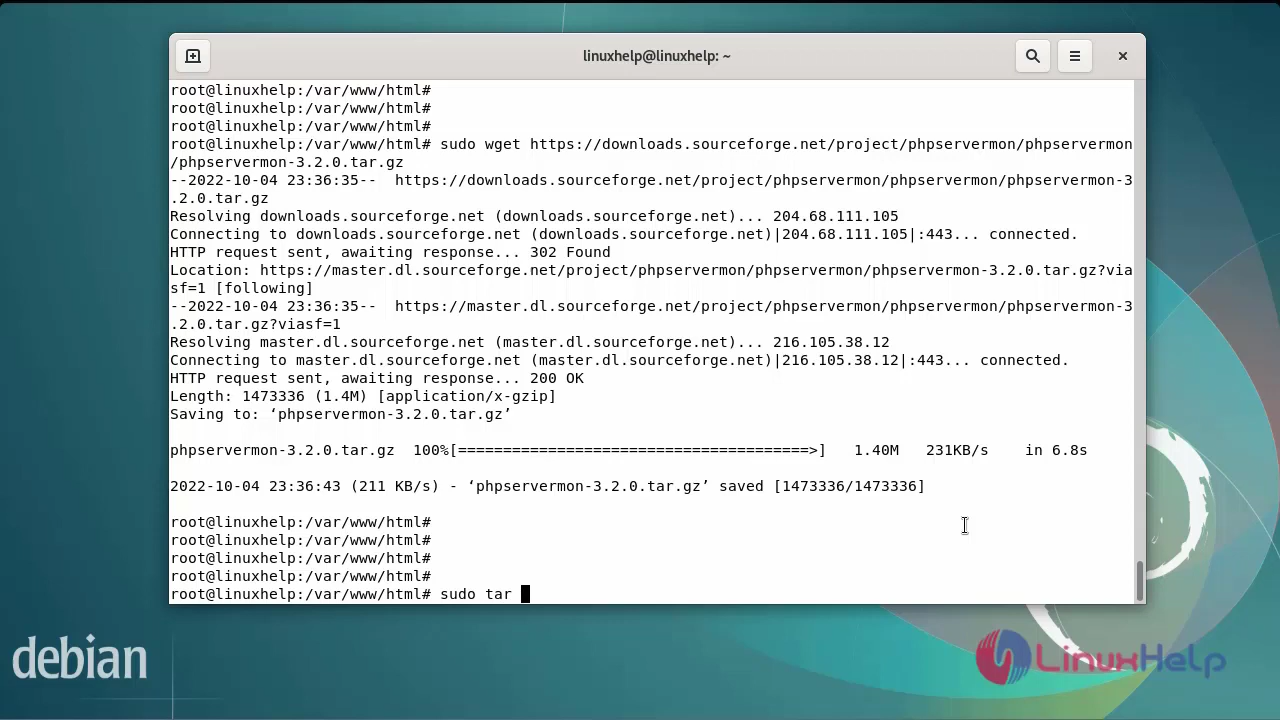 linuxhelp@linuxhelp: ~
root@linuxhelp:/var/www/html#
root@linuxhelp:/var/www/html#
root@linuxhelp:/var/www/html#
root@linuxhelp:/var/www/html# sudo wget https://downloads.sourceforge.net/project/phpservermon/phpservermon
/phpservermon-3.2.0.tar.gz
--2022-10-04 23:36:35--  https://downloads.sourceforge.net/project/phpservermon/phpservermon/phpservermon-3
.2.0.tar.gz
Resolving downloads.sourceforge.net (downloads.sourceforge.net)... 204.68.111.105
Connecting to downloads.sourceforge.net (downloads.sourceforge.net)|204.68.111.105|:443... connected.
HTTP request sent, awaiting response... 302 Found
Location: https://master.dl.sourceforge.net/project/phpservermon/phpservermon/phpservermon-3.2.0.tar.gz?via
sf=1 [following]
--2022-10-04 23:36:35--  https://master.dl.sourceforge.net/project/phpservermon/phpservermon/phpservermon-3
.2.0.tar.gz?viasf=1
Resolving master.dl.sourceforge.net (master.dl.sourceforge.net)... 216.105.38.12
Connecting to master.dl.sourceforge.net (master.dl.sourceforge.net)|216.105.38.12|:443... connected.
HTTP request sent, awaiting response... 200 OK
Length: 1473336 (1.4M) [application/x-gzip]
Saving to: ‘phpservermon-3.2.0.tar.gz’
phpservermon-3.2.0.tar.gz  100%[=======================================>]   1.40M   231KB/s    in 6.8s
2022-10-04 23:36:43 (211 KB/s) - ‘phpservermon-3.2.0.tar.gz’ saved [1473336/1473336]
root@linuxhelp:/var/www/html#
root@linuxhelp:/var/www/html#
root@linuxhelp:/var/www/html#
root@linuxhelp:/var/www/html#
root@linuxhelp:/var/www/html# sudo tar
debian
LinuxHelp